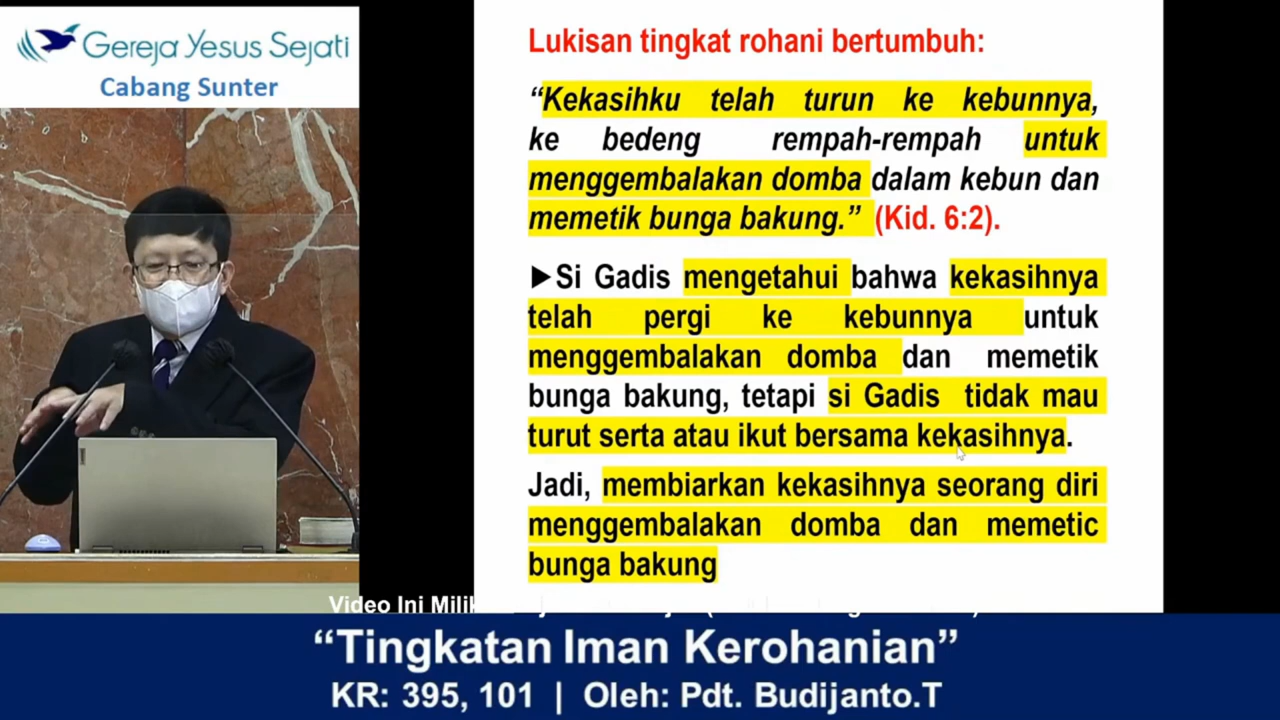 Gereja Yesus Sejati
Cabang Sunter
Lukisan tingkat rohani bertumbuh:
“Kekasihku telah turun ke kebunnya,
ke bedeng rempah-rempah untuk
menggembalakan domba dalam kebun dan
memetik bunga bakung.” (Kid. 6:2).
►Si Gadis mengetahui bahwa kekasihnya
telah pergi ke kebunnya untuk
menggembalakan domba dan memetik
bunga bakung, tetapi si Gadis tidak mau
turut serta atau ikut bersama kekasihnya.
Jadi, membiarkan kekasihnya seorang diri
menggembalakan domba dan memetic
bunga bakung
Video Ini Milik
“Tingkatan Iman Kerohanian”
KR: 395, 101 | Oleh: Pdt. Budijanto.T